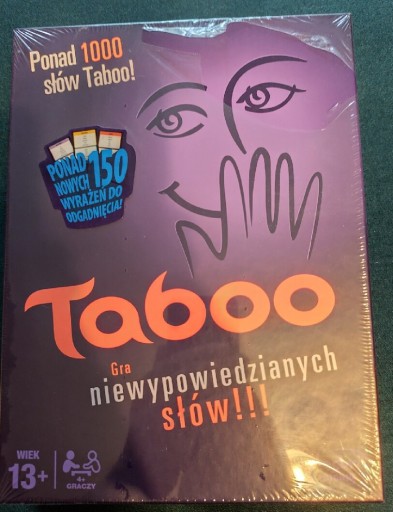 Ponad 1000
słów Taboo!
PONAD
NOWYCH 150
WYRAŻEŃ DO
ODGADNIĘCIA!
Taboo
Gra
niewypowiedzianych
słów!!!
WIEK
13+
4+
GRACZY